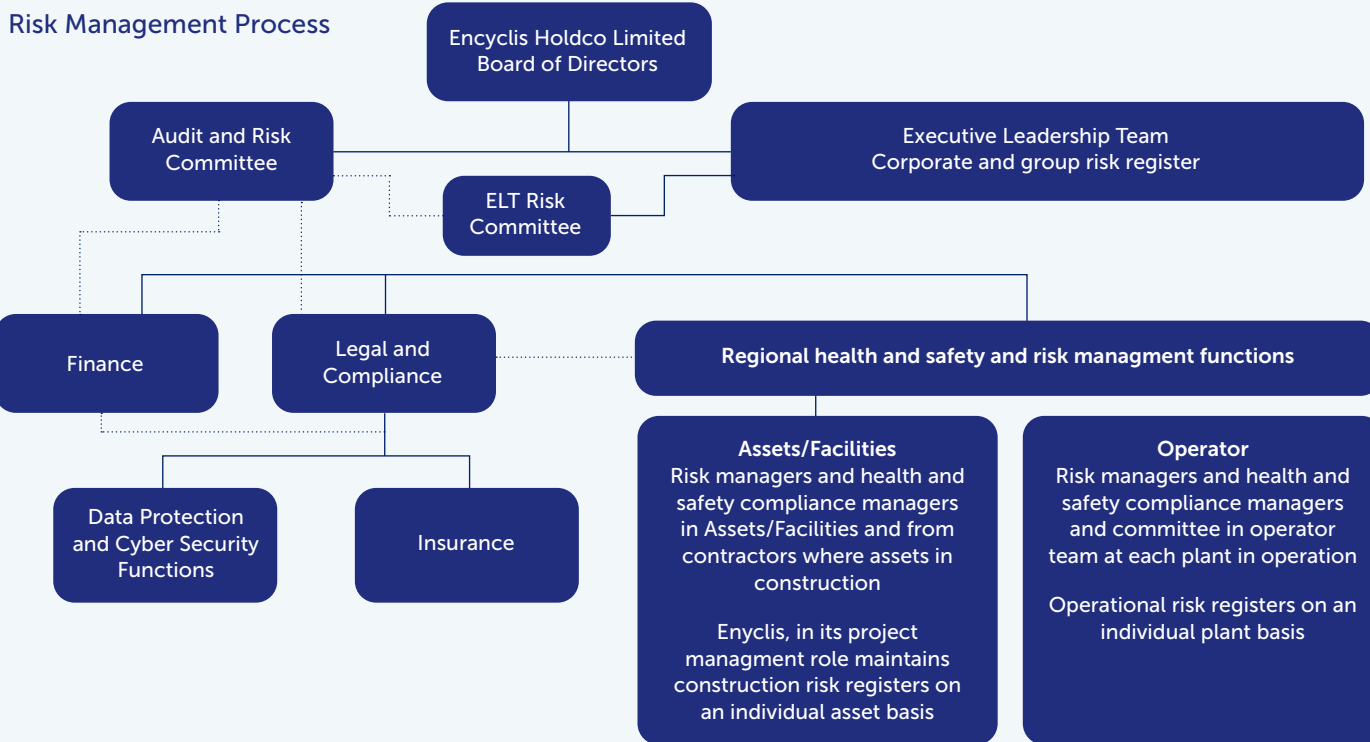 Risk Management Process
Encyclis Holdco Limited
Board of Directors
Audit and Risk
Committee
Executive Leadership Team
Corporate and group risk register
ELT Risk
Committee
Finance
Legal and
Compliance
Regional health and safety and risk managment functions
Data Protection
and Cyber Security
Functions
Insurance
Assets/Facilities
Risk managers and health and
safety compliance managers
in Assets/Facilities and from
contractors where assets in
construction
Enyclis, in its project
managment role maintains
construction risk registers on
an individual asset basis
Operator
Risk managers and health and
safety compliance managers
and committee in operator
team at each plant in operation
Operational risk registers on an
individual plant basis